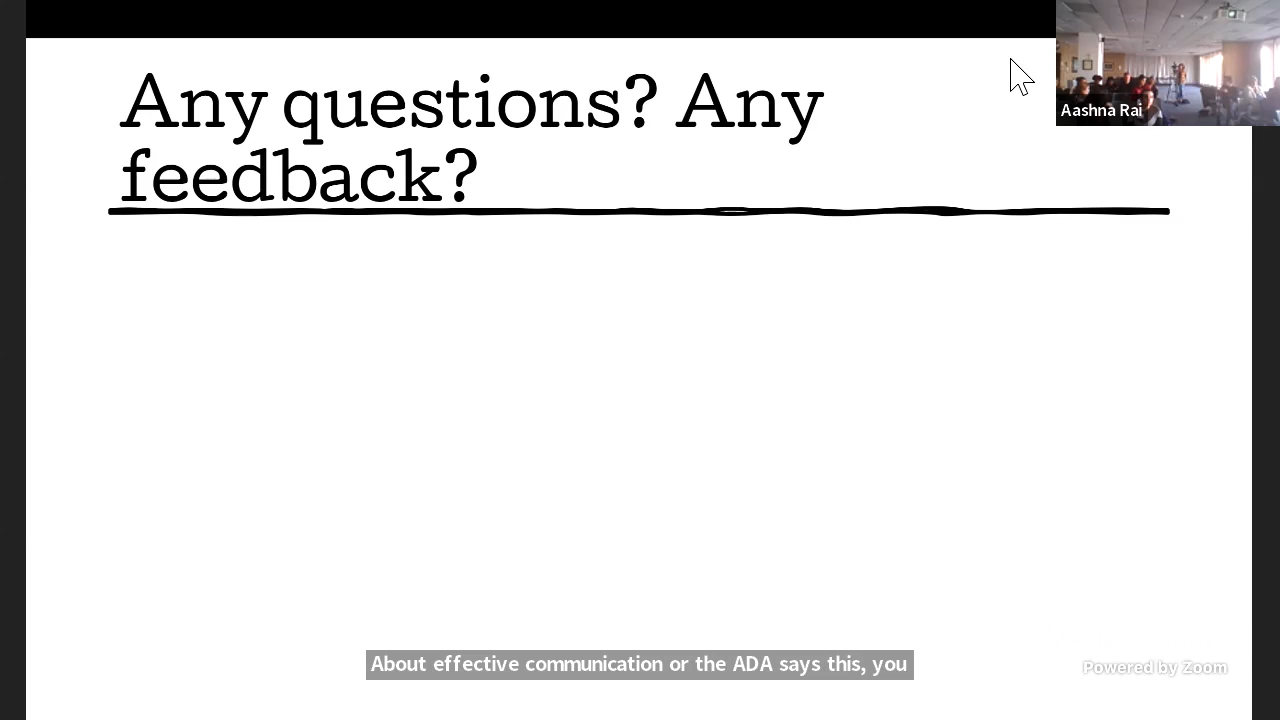 Any questions? Any
feedback?
Aashna Rai
About effective communication or the ADA says this, you
Powered by Zoom